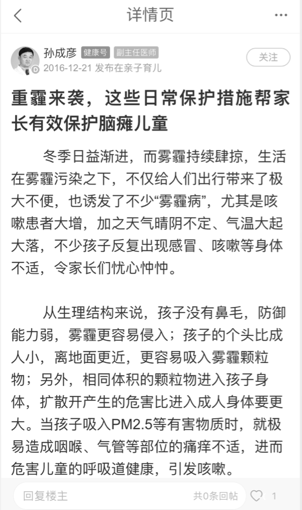 详情页
孙成彦 健康号 副主任医师
2016-12-21 发布在亲子育儿
关注
重霾来袭，这些日常保护措施帮家
长有效保护脑瘫儿童
冬季日益渐进，而雾霾持续肆掠，生活
在雾霾污染之下，不仅给人们出行带来了极
大不便，也诱发了不少“雾霾病”，尤其是咳
嗽患者大增，加之天气晴阴不定、气温大起
大落，不少孩子反复出现感冒、咳嗽等身体
不适，令家长们忧心忡忡。
从生理结构来说，孩子没有鼻毛，防御
能力弱，雾霾更容易侵入；孩子的个头比成
人小，离地面更近，更容易吸入雾霾颗粒
物；另外，相同体积的颗粒物进入孩子身
体，扩散开产生的危害比进入成人身体要更
大。当孩子吸入PM2.5等有害物质时，就极
易造成咽喉、气管等部位的痛痒不适，进而
危害儿童的呼吸道健康，引发咳嗽。
回复楼主
共0条回帖
1